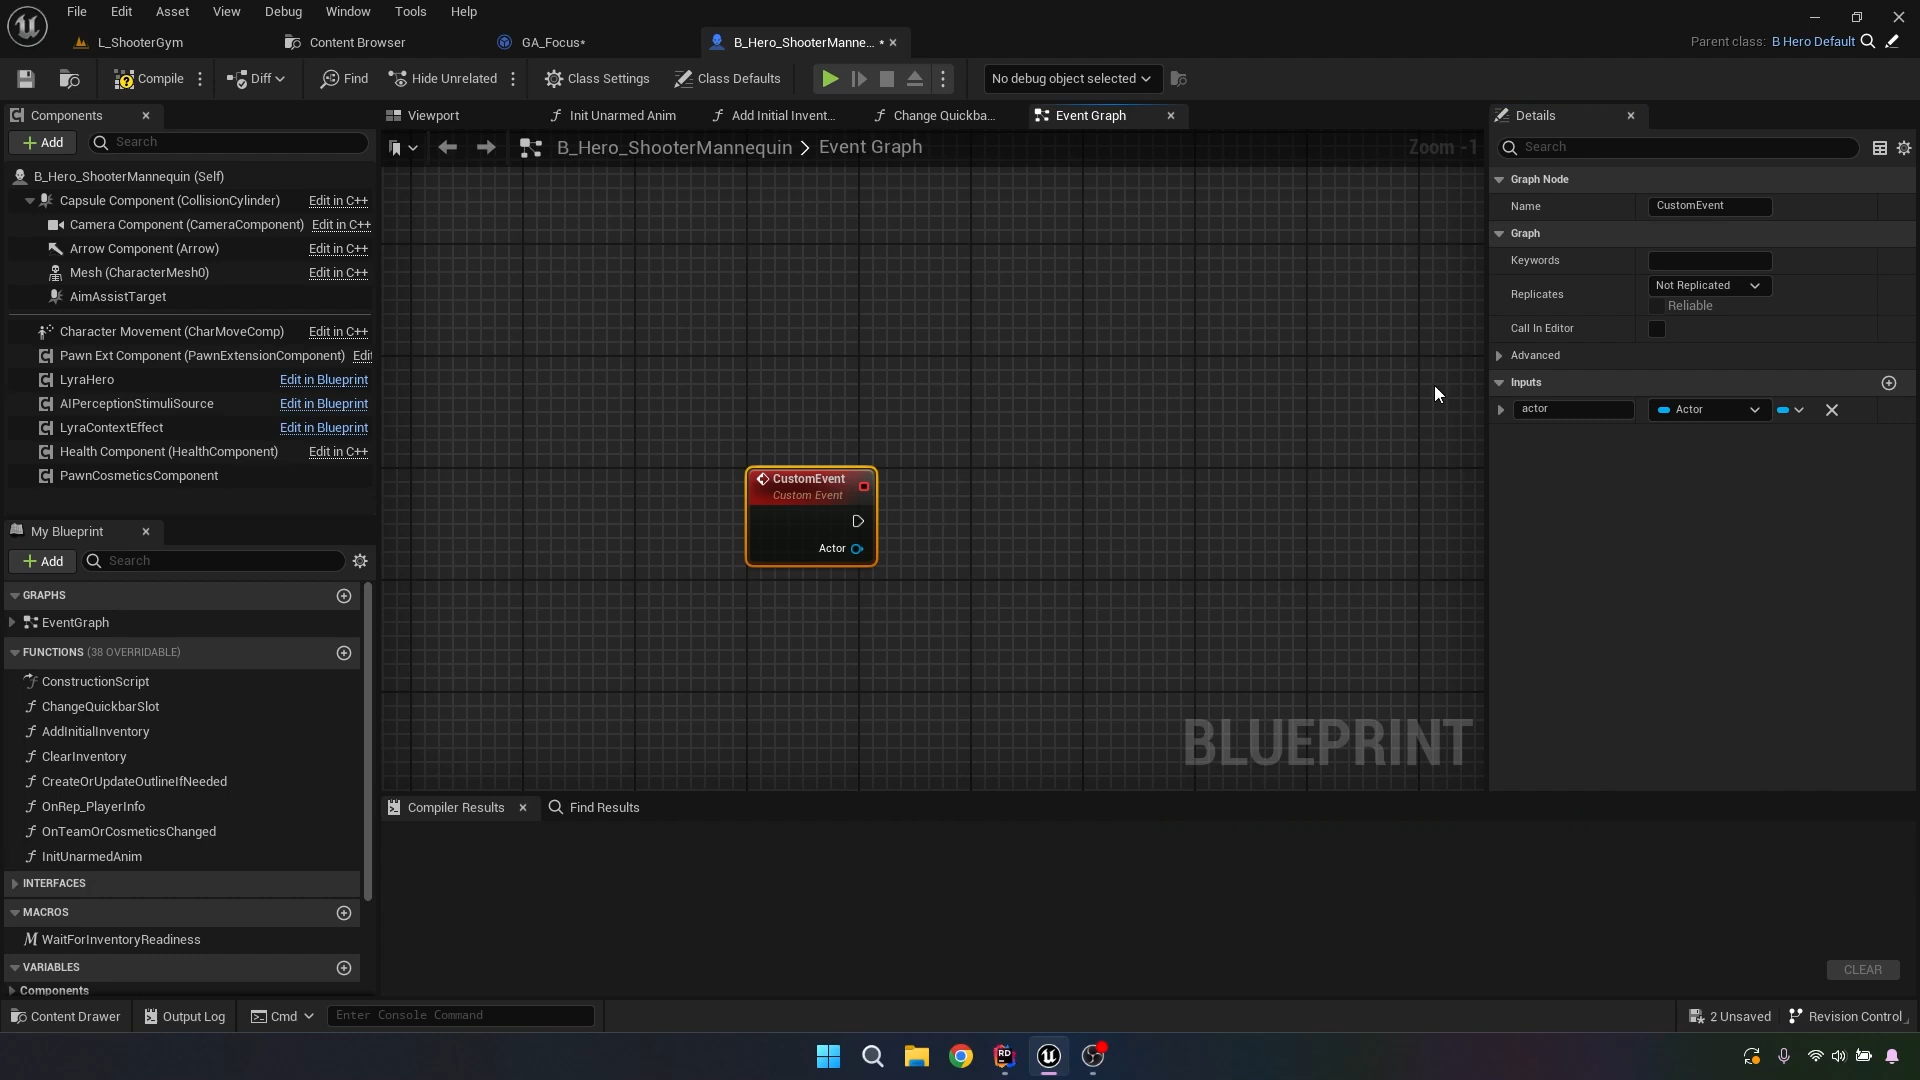 File Edit Asset View Debug Window Tools Help
L_ShooterGym Content Browser GA_Focus* B_Hero_ShooterManne... * Parent class: B Hero Default
Compile Diff Find Hide Unrelated Class Settings Class Defaults No debug object selected
Components Viewport Init Unarmed Anim Add Initial Invent... Change Quickba... Event Graph Details
Add Search B_Hero_ShooterMannequin > Event Graph Zoom -1 Search
B_Hero_ShooterMannequin (Self)
Capsule Component (CollisionCylinder) Edit in C++
Camera Component (CameraComponent) Edit in C++
Arrow Component (Arrow) Edit in C++
Mesh (CharacterMesh0) Edit in C++
AimAssistTarget
Character Movement (CharMoveComp) Edit in C++
Pawn Ext Component (PawnExtensionComponent) Edit
LyraHero Edit in Blueprint
AIPerceptionStimuliSource Edit in Blueprint
LyraContextEffect Edit in Blueprint
Health Component (HealthComponent) Edit in C++
PawnCosmeticsComponent
My Blueprint
Add Search
GRAPHS
EventGraph
FUNCTIONS (38 OVERRIDABLE)
ConstructionScript
ChangeQuickbarSlot
AddInitialInventory
ClearInventory
CreateOrUpdateOutlineIfNeeded
OnRep_PlayerInfo
OnTeamOrCosmeticsChanged
InitUnarmedAnim
INTERFACES
MACROS
WaitForInventoryReadiness
VARIABLES
Components
CustomEvent
Custom Event
Actor
BLUEPRINT
Graph Node
Name CustomEvent
Graph
Keywords
Replicates Not Replicated
Reliable
Call In Editor
Advanced
Inputs
actor Actor
Compiler Results Find Results
CLEAR
Content Drawer Output Log Cmd Enter Console Command 2 Unsaved Revision Control
RD